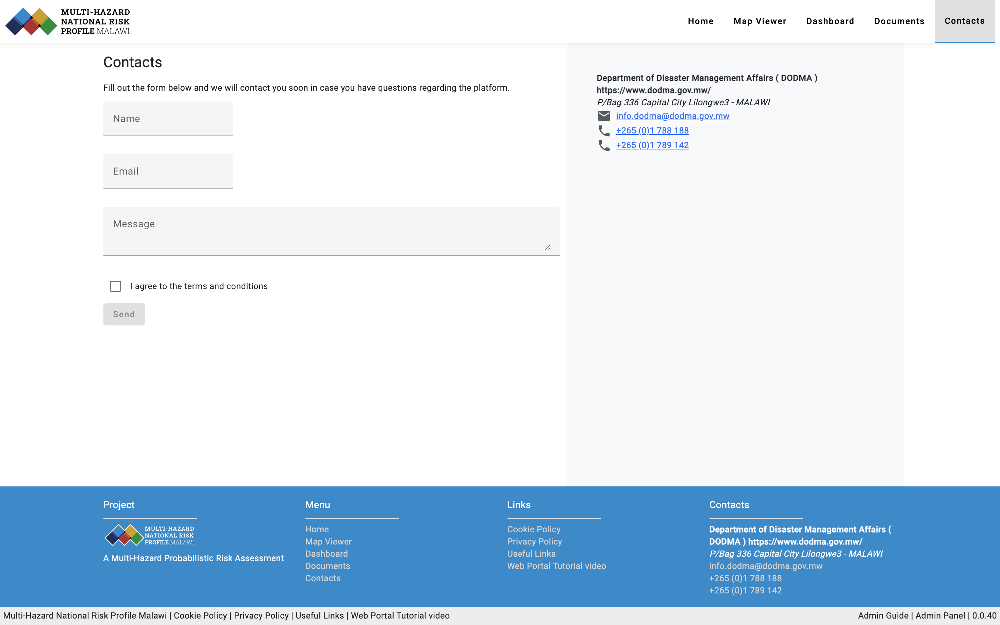 MULTI-HAZARD
NATIONAL RISK
PROFILE MALAWI
Home
Map Viewer
Dashboard
Documents
Contacts
Contacts
Fill out the form below and we will contact you soon in case you have questions regarding the platform.
Name
Email
Message
I agree to the terms and conditions
Send
Department of Disaster Management Affairs ( DODMA )
https://www.dodma.gov.mw/
P/Bag 336 Capital City Lilongwe3 - MALAWI
info.dodma@dodma.gov.mw
+265 (0)1 788 188
+265 (0)1 789 142
Project
MULTI-HAZARD
NATIONAL RISK
PROFILE MALAWI
A Multi-Hazard Probabilistic Risk Assessment
Menu
Home
Map Viewer
Dashboard
Documents
Contacts
Links
Cookie Policy
Privacy Policy
Useful Links
Web Portal Tutorial video
Contacts
Department of Disaster Management Affairs (
DODMA ) https://www.dodma.gov.mw/
P/Bag 336 Capital City Lilongwe3 - MALAWI
info.dodma@dodma.gov.mw
+265 (0)1 788 188
+265 (0)1 789 142
Multi-Hazard National Risk Profile Malawi | Cookie Policy | Privacy Policy | Useful Links | Web Portal Tutorial video
Admin Guide | Admin Panel | 0.0.40